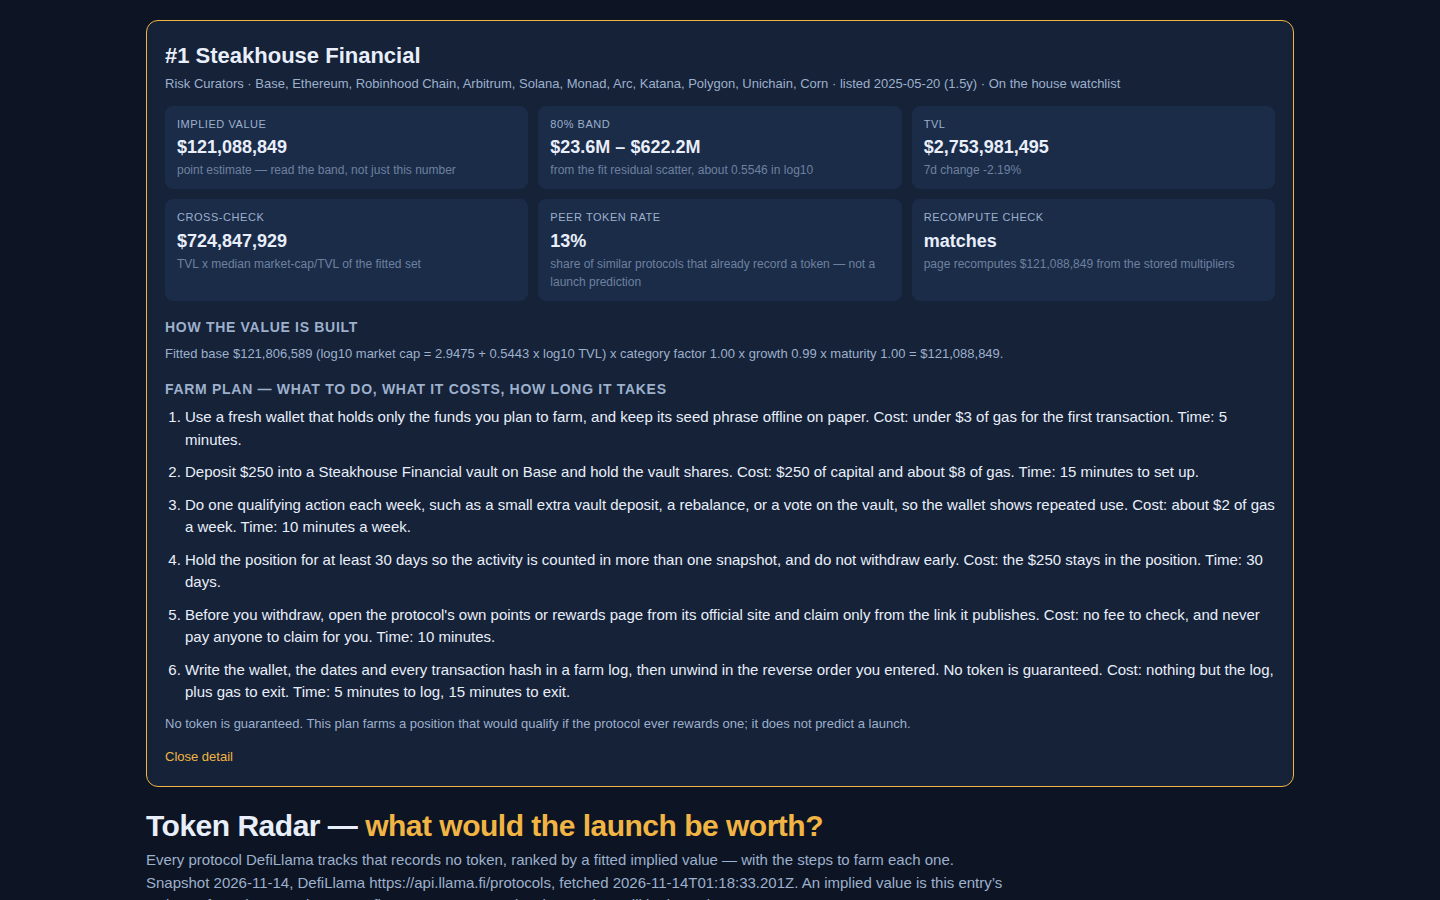 #1 Steakhouse Financial
Risk Curators · Base, Ethereum, Robinhood Chain, Arbitrum, Solana, Monad, Arc, Katana, Polygon, Unichain, Corn · listed 2025-05-20 (1.5y) · On the house watchlist
IMPLIED VALUE
$121,088,849
point estimate — read the band, not just this number
80% BAND
$23.6M – $622.2M
from the fit residual scatter, about 0.5546 in log10
TVL
$2,753,981,495
7d change -2.19%
CROSS-CHECK
$724,847,929
TVL x median market-cap/TVL of the fitted set
PEER TOKEN RATE
13%
share of similar protocols that already record a token — not a
launch prediction
RECOMPUTE CHECK
matches
page recomputes $121,088,849 from the stored multipliers
HOW THE VALUE IS BUILT
Fitted base $121,806,589 (log10 market cap = 2.9475 + 0.5443 x log10 TVL) x category factor 1.00 x growth 0.99 x maturity 1.00 = $121,088,849.
FARM PLAN — WHAT TO DO, WHAT IT COSTS, HOW LONG IT TAKES
1. Use a fresh wallet that holds only the funds you plan to farm, and keep its seed phrase offline on paper. Cost: under $3 of gas for the first transaction. Time: 5
minutes.
2. Deposit $250 into a Steakhouse Financial vault on Base and hold the vault shares. Cost: $250 of capital and about $8 of gas. Time: 15 minutes to set up.
3. Do one qualifying action each week, such as a small extra vault deposit, a rebalance, or a vote on the vault, so the wallet shows repeated use. Cost: about $2 of gas
a week. Time: 10 minutes a week.
4. Hold the position for at least 30 days so the activity is counted in more than one snapshot, and do not withdraw early. Cost: the $250 stays in the position. Time: 30
days.
5. Before you withdraw, open the protocol's own points or rewards page from its official site and claim only from the link it publishes. Cost: no fee to check, and never
pay anyone to claim for you. Time: 10 minutes.
6. Write the wallet, the dates and every transaction hash in a farm log, then unwind in the reverse order you entered. No token is guaranteed. Cost: nothing but the log,
plus gas to exit. Time: 5 minutes to log, 15 minutes to exit.
No token is guaranteed. This plan farms a position that would qualify if the protocol ever rewards one; it does not predict a launch.
Close detail
Token Radar — what would the launch be worth?
Every protocol DefiLlama tracks that records no token, ranked by a fitted implied value — with the steps to farm each one.
Snapshot 2026-11-14, DefiLlama https://api.llama.fi/protocols, fetched 2026-11-14T01:18:33.201Z. An implied value is this entry's